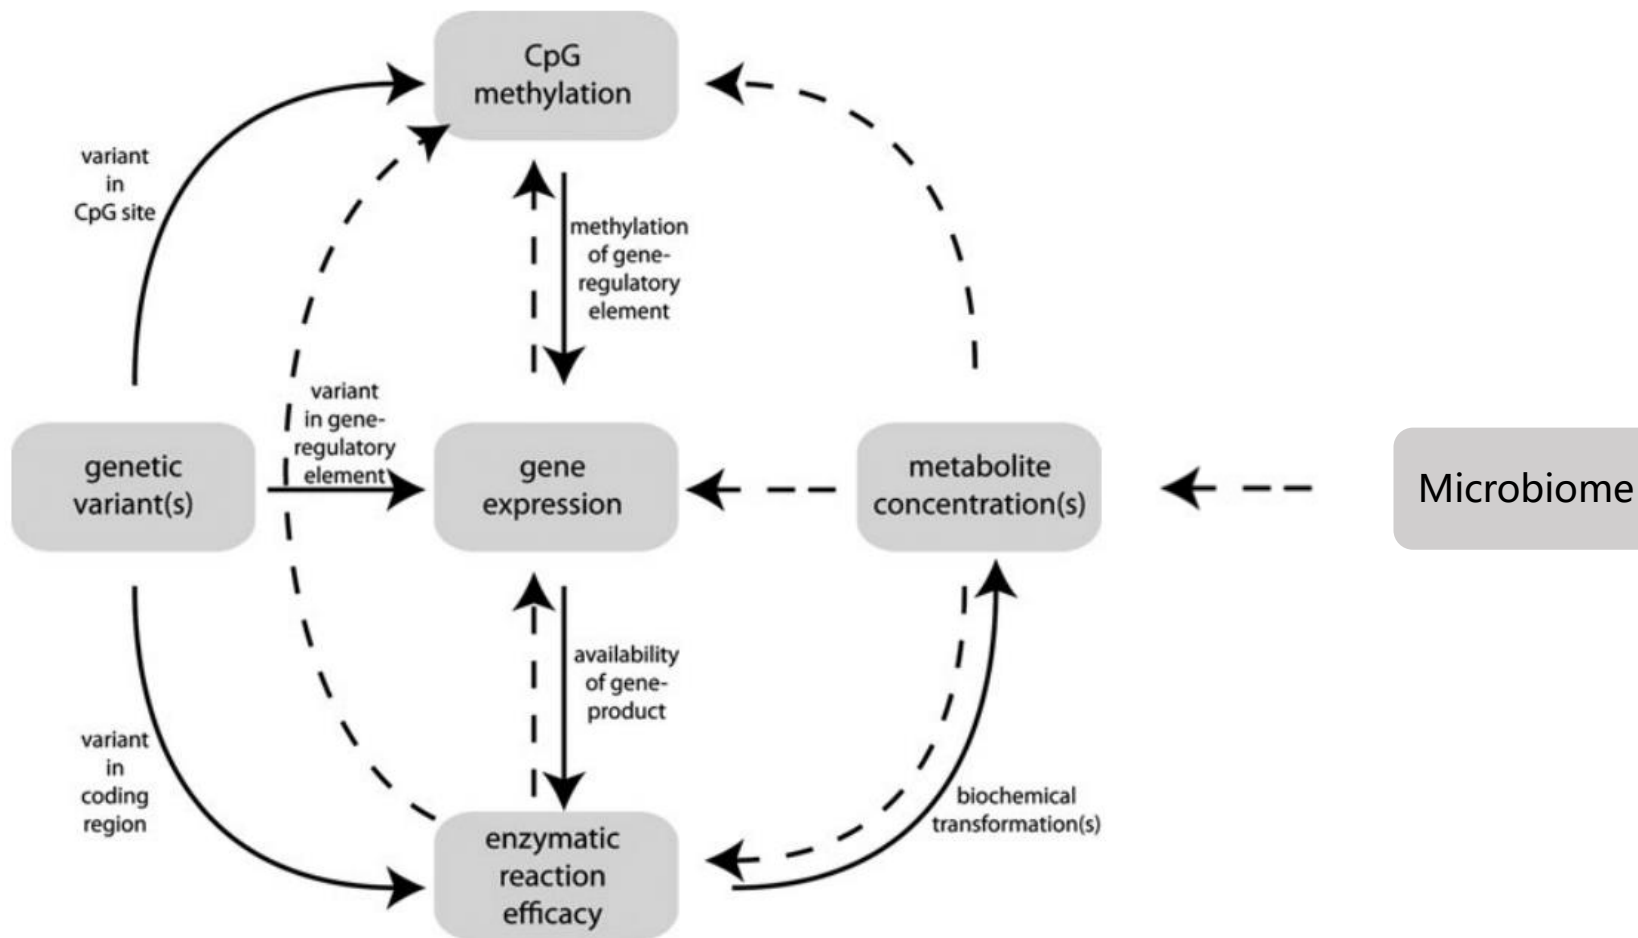 CpG
methylation
variant
in
CpG site
methylation
of gene-
regulatory
element
variant
in gene-
regulatory
element
genetic
variant(s)
gene
expression
metabolite
concentration(s)
Microbiome
availability
of gene-
product
variant
in
coding
region
biochemical
transformation(s)
enzymatic
reaction
efficacy